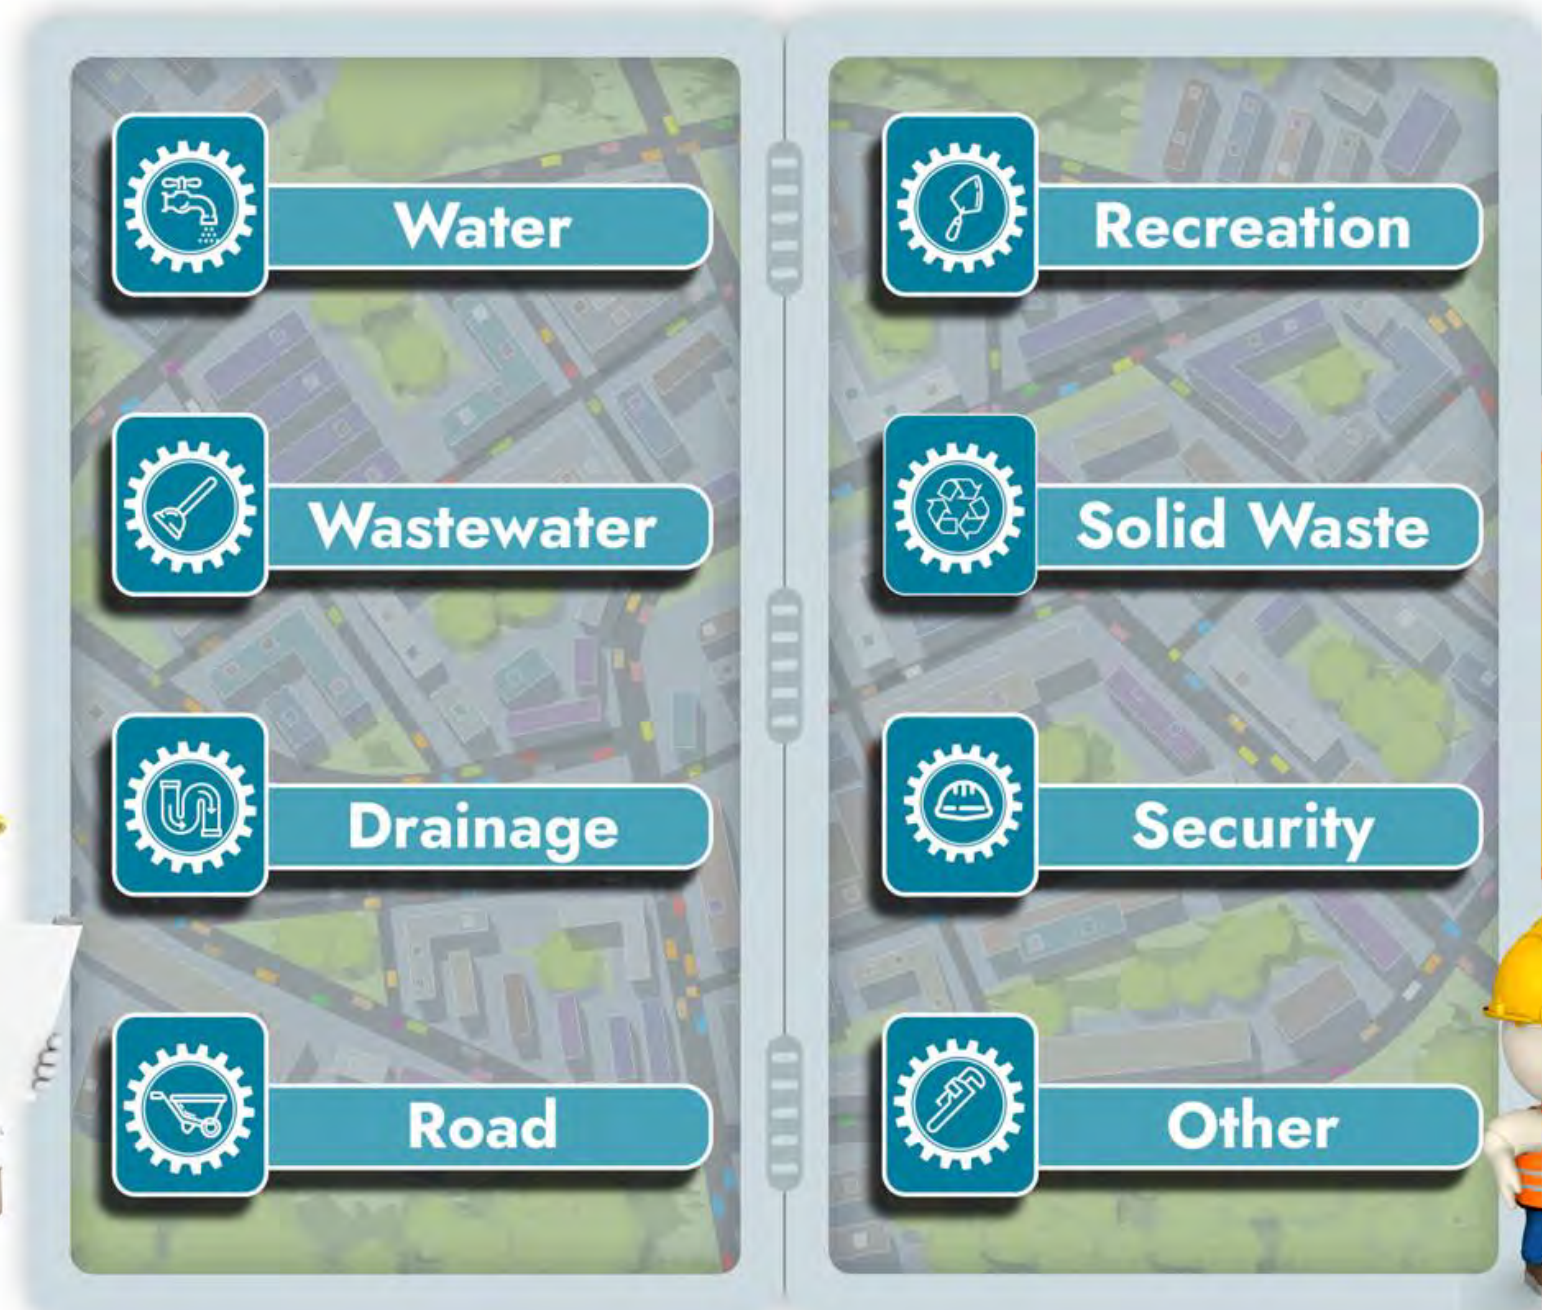 Water
Wastewater
Drainage
Road
Recreation
Solid Waste
Security
Other